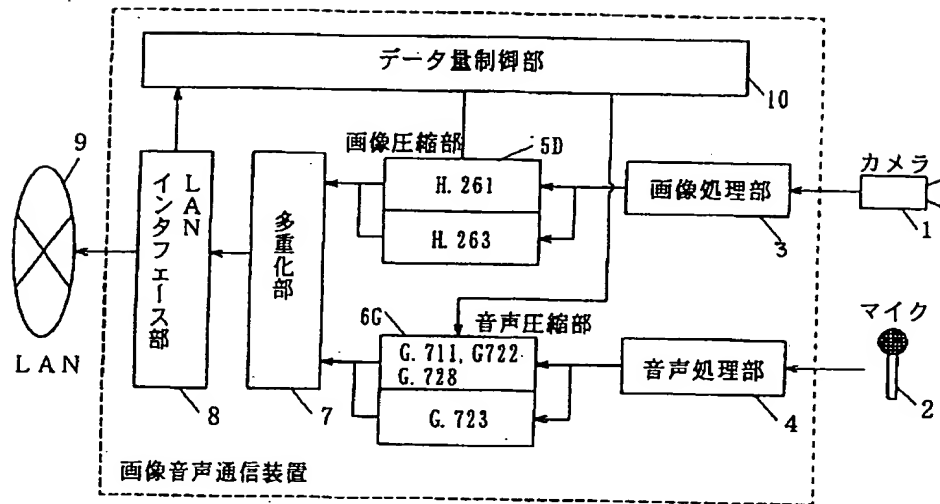 データ量制御部
10
9
LAN
LAN
インタフェース部
8
多重化部
7
画像圧縮部
5D
H.261
H.263
画像処理部
3
カメラ
1
6G
音声圧縮部
G.711,G722
G.728
G.723
音声処理部
4
マイク
2
画像音声通信装置